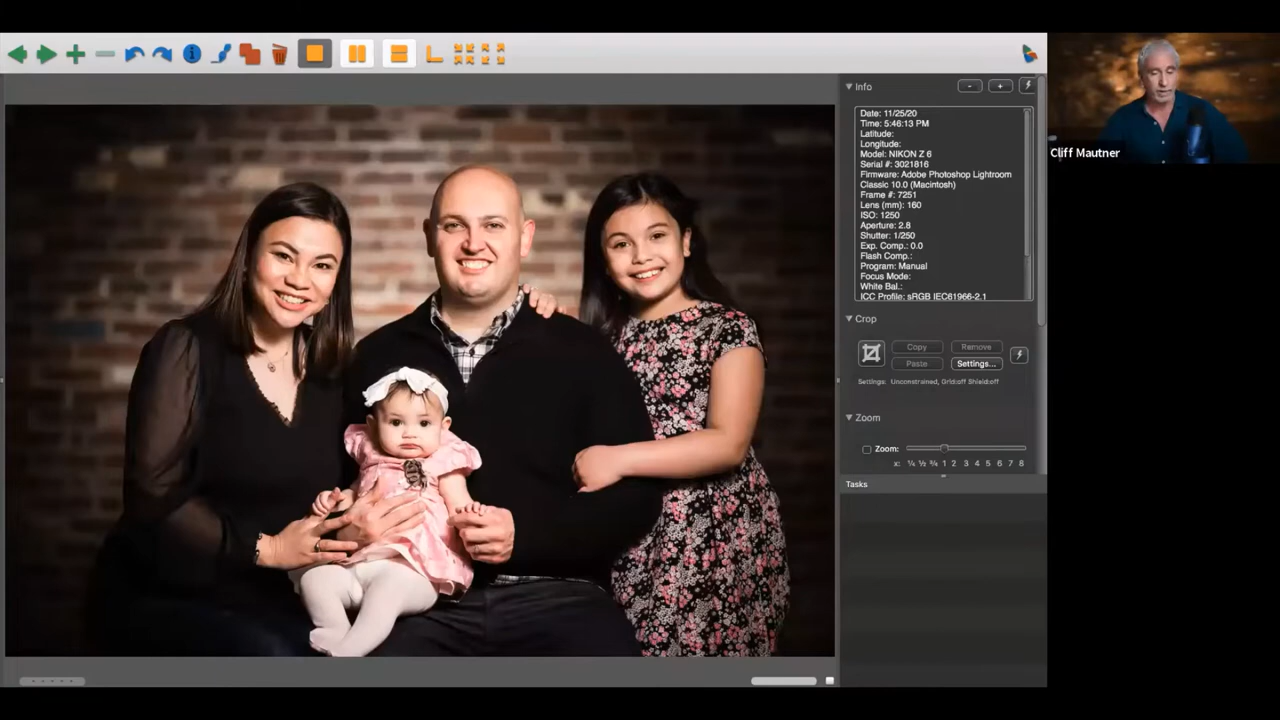 Info
-
+
Date: 11/25/20
Time: 5:46:13 PM
Latitude:
Longitude:
Model: NIKON Z 6
Serial #: 3021816
Firmware: Adobe Photoshop Lightroom
Classic 10.0 (Macintosh)
Frame #: 7251
Lens (mm): 160
ISO: 1250
Aperture: 2.8
Shutter: 1/250
Exp. Comp.: 0.0
Flash Comp.:
Program: Manual
Focus Mode:
White Bal.:
ICC Profile: sRGB IEC61966-2.1
Crop
Copy
Remove
Paste
Settings...
Settings: Unconstrained, Grid:off Shield:off
Zoom
Zoom:
x: ¼ ½ ¾ 1 2 3 4 5 6 7 8
Tasks
Cliff Mautner